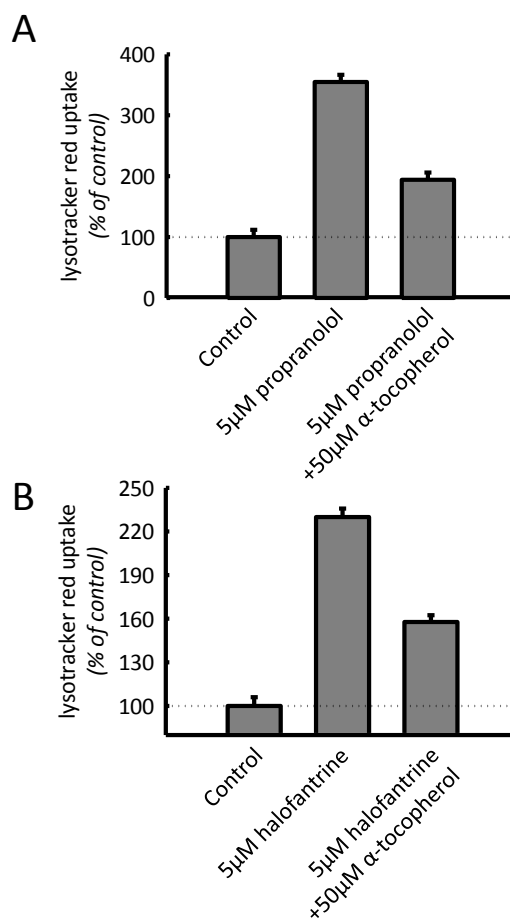 A
lysotracker red uptake
(% of control)
400
300
200
100
0
Control
5µM propranolol
5µM propranolol
+50µM α-tocopherol
B
lysotracker red uptake
(% of control)
250
220
190
160
130
100
Control
5µM halofantrine
5µM halofantrine
+50µM α-tocopherol